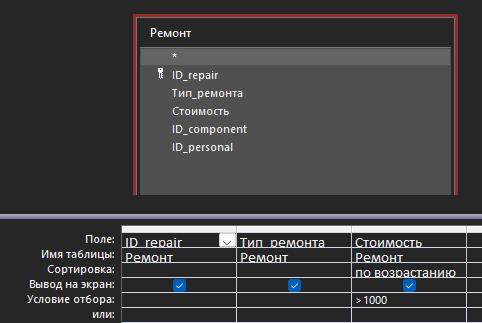 Ремонт
*
ID_repair
Тип_ремонта
Стоимость
ID_component
ID_personal
Поле: ID_repair Тип_ремонта Стоимость
Имя таблицы: Ремонт Ремонт Ремонт
Сортировка: по возрастанию
Вывод на экран:
Условие отбора: >1000
или: